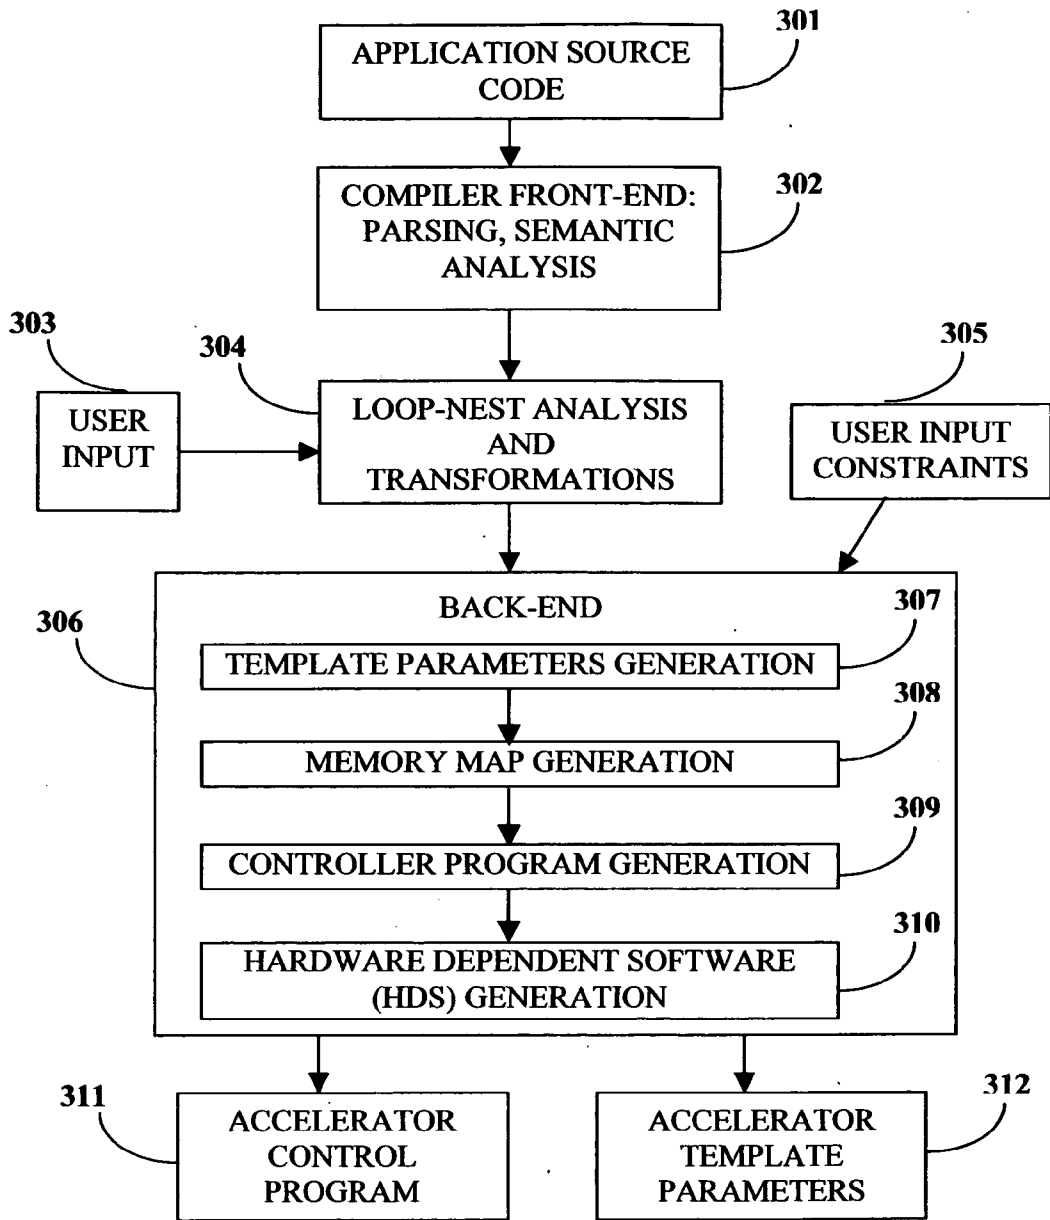 301
APPLICATION SOURCE
CODE
302
COMPILER FRONT-END:
PARSING, SEMANTIC
ANALYSIS
303
304
305
USER
INPUT
LOOP-NEST ANALYSIS
AND
TRANSFORMATIONS
USER INPUT
CONSTRAINTS
306
BACK-END
307
TEMPLATE PARAMETERS GENERATION
308
MEMORY MAP GENERATION
309
CONTROLLER PROGRAM GENERATION
310
HARDWARE DEPENDENT SOFTWARE
(HDS) GENERATION
311
ACCELERATOR
CONTROL
PROGRAM
312
ACCELERATOR
TEMPLATE
PARAMETERS